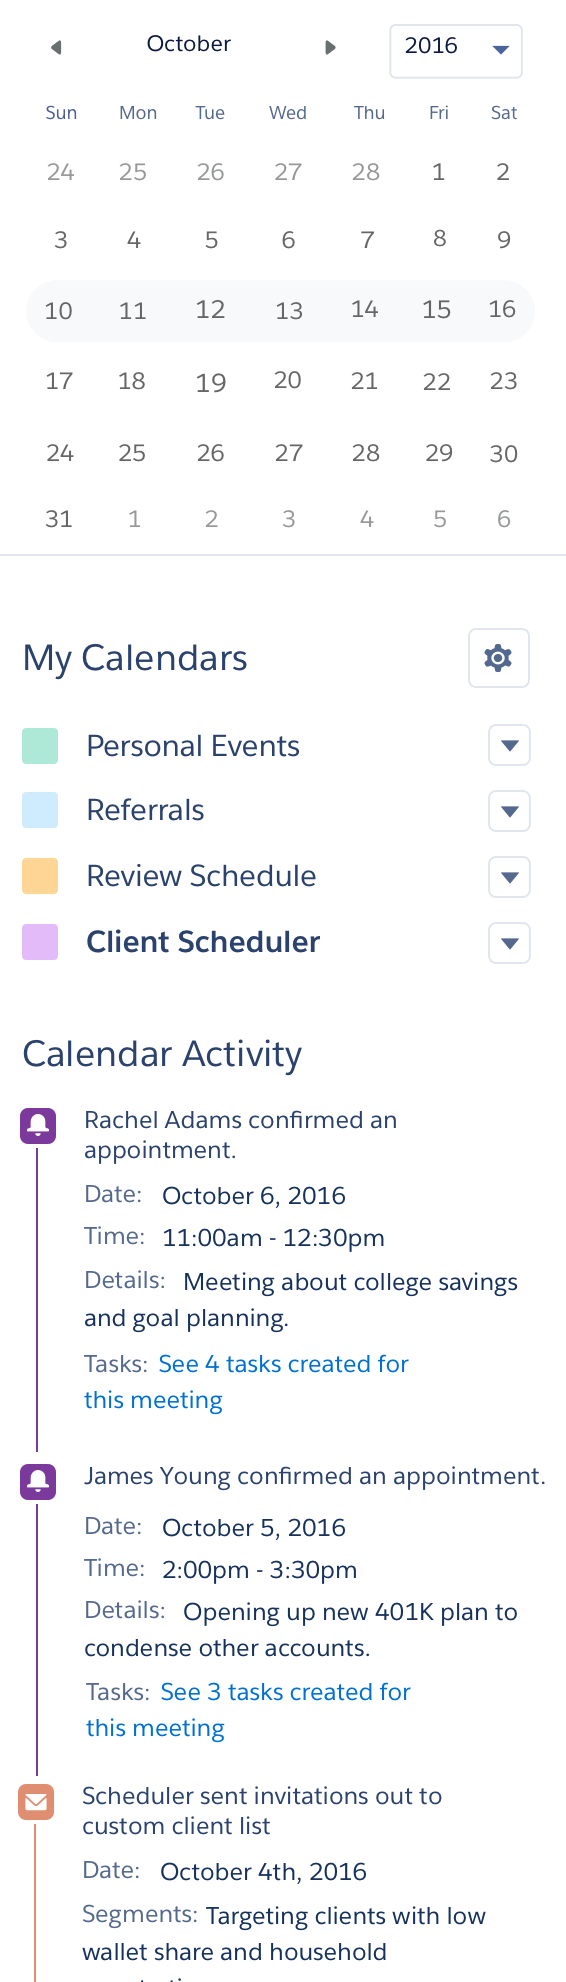 October 2016
Sun Mon Tue Wed Thu Fri Sat
24 25 26 27 28 1 2
3 4 5 6 7 8 9
10 11 12 13 14 15 16
17 18 19 20 21 22 23
24 25 26 27 28 29 30
31 1 2 3 4 5 6
My Calendars
Personal Events
Referrals
Review Schedule
Client Scheduler
Calendar Activity
Rachel Adams confirmed an
appointment.
Date: October 6, 2016
Time: 11:00am - 12:30pm
Details: Meeting about college savings
and goal planning.
Tasks: See 4 tasks created for
this meeting
James Young confirmed an appointment.
Date: October 5, 2016
Time: 2:00pm - 3:30pm
Details: Opening up new 401K plan to
condense other accounts.
Tasks: See 3 tasks created for
this meeting
Scheduler sent invitations out to
custom client list
Date: October 4th, 2016
Segments: Targeting clients with low
wallet share and household